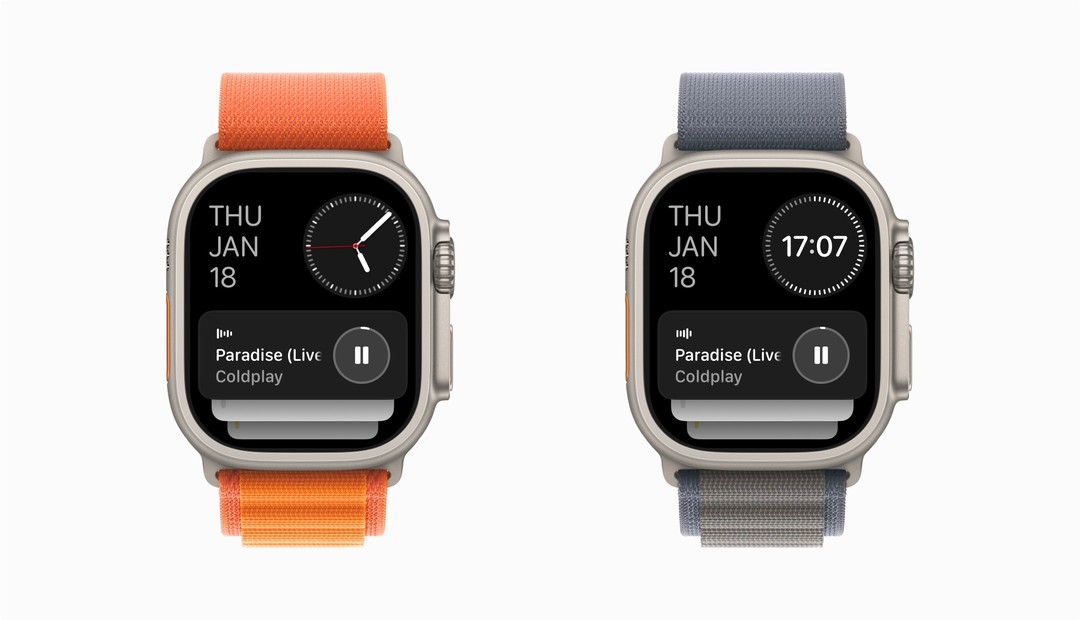 THU
JAN
18
Paradise (Live
Coldplay
THU
JAN
18
17:07
Paradise (Live
Coldplay